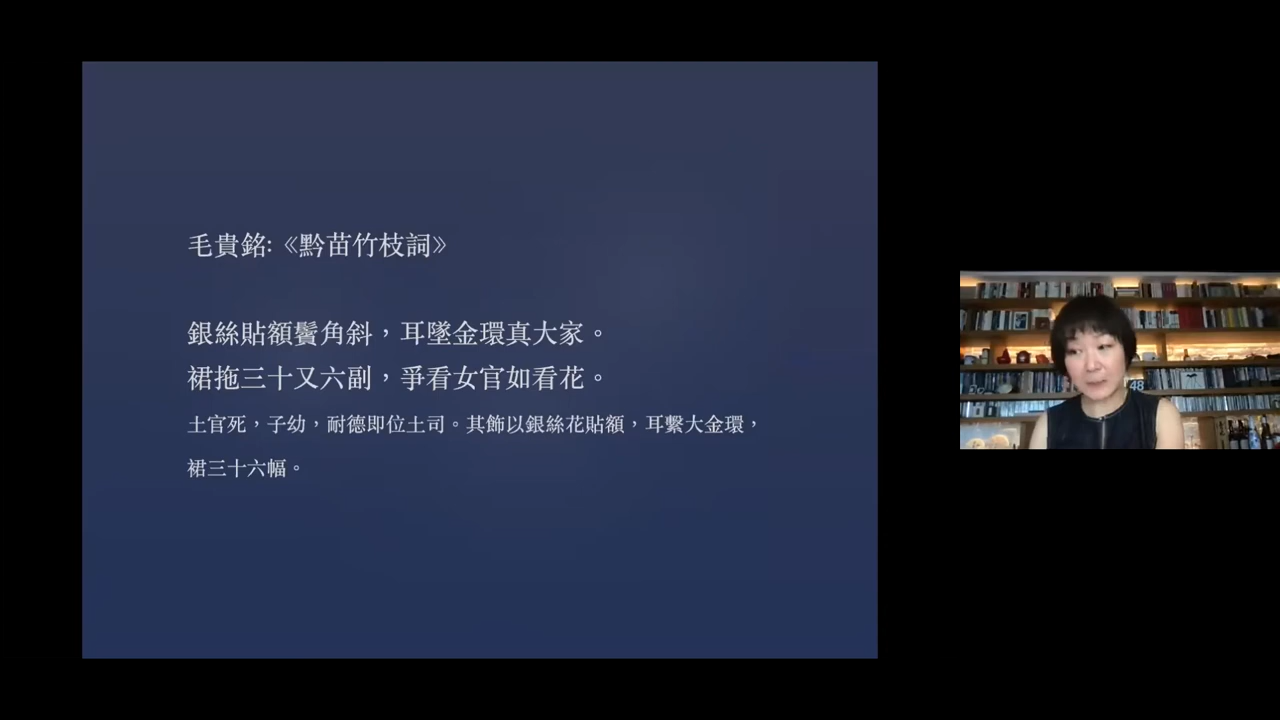 毛貴銘:《黔苗竹枝詞》
銀絲貼額鬢角斜，耳墜金環真大家。
裙拖三十又六副，爭看女官如看花。
土官死，子幼，耐德即位土司。其飾以銀絲花貼額，耳繫大金環，
裙三十六幅。
48